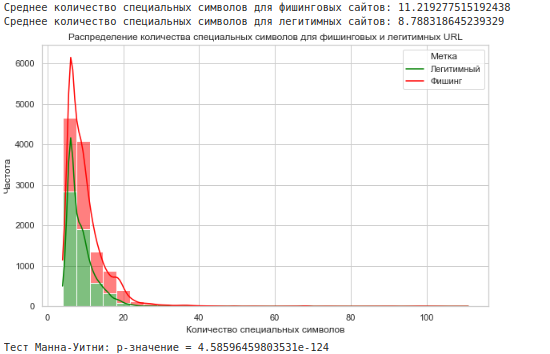 Среднее количество специальных символов для фишинговых сайтов: 11.219277515192438
Среднее количество специальных символов для легитимных сайтов: 8.788318645239329
Распределение количества специальных символов для фишинговых и легитимных URL
Метка
Легитимный
Фишинг
6000
5000
4000
3000
2000
1000
0
Частота
0 20 40 60 80 100
Количество специальных символов
Тест Манна-Уитни: p-значение = 4.58596459803531e-124